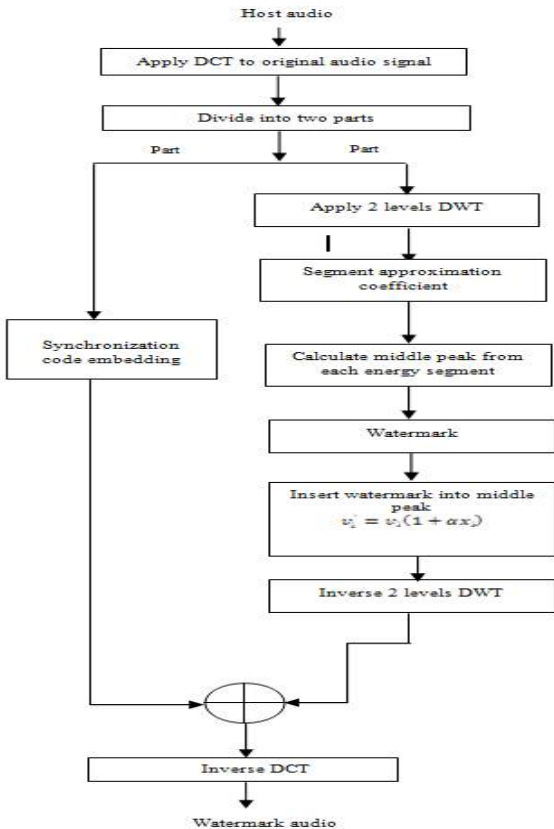 Host audio
Apply DCT to original audio signal
Divide into two parts
Part
Part
Apply 2 levels DWT
Segment approximation
coefficient
Synchronization
code embedding
Calculate middle peak from
each energy segment
Watermark
Insert watermark into middle
peak
v'ᵢ = vᵢ(1 + αxᵢ)
Inverse 2 levels DWT
Inverse DCT
Watermark audio